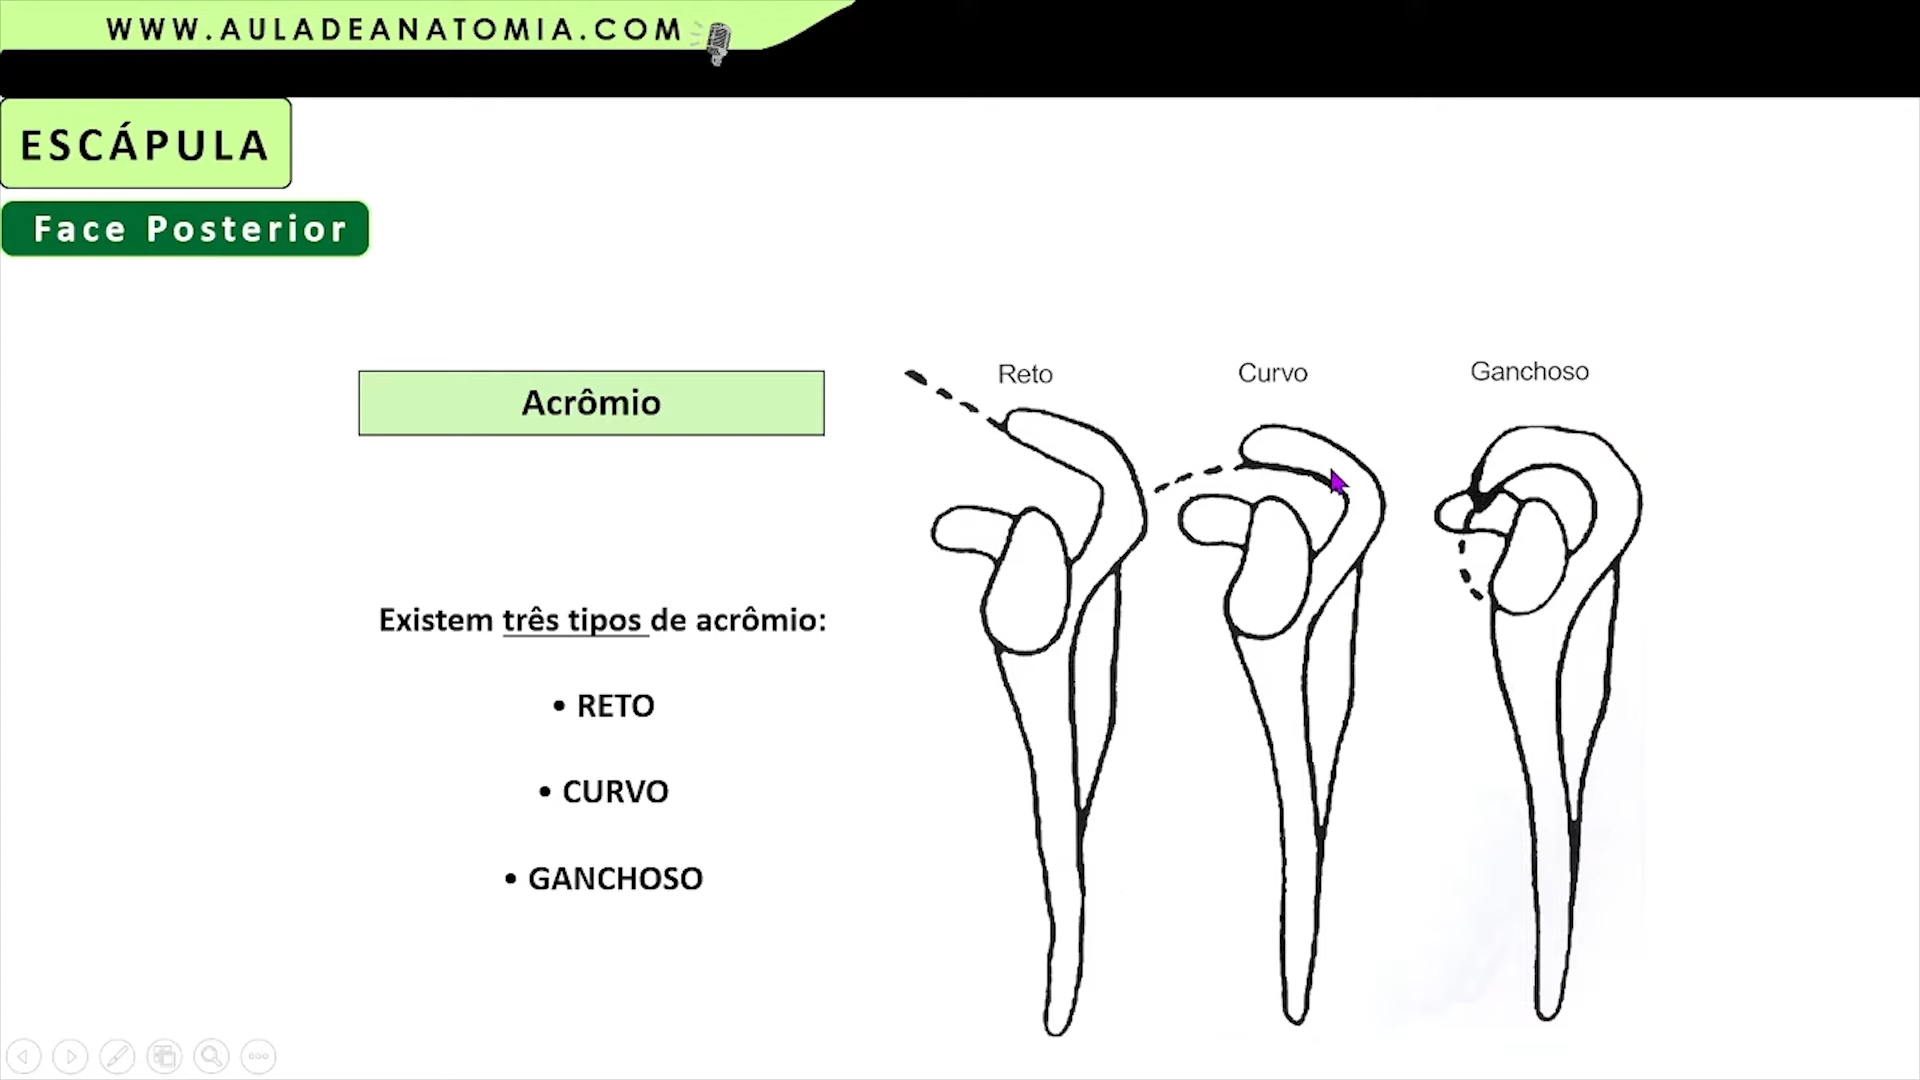 WWW.AULADEANATOMIA.COM
ESCÁPULA
Face Posterior
Acrômio
Existem três tipos de acrômio:
• RETO
• CURVO
• GANCHOSO
Reto
Curvo
Ganchoso